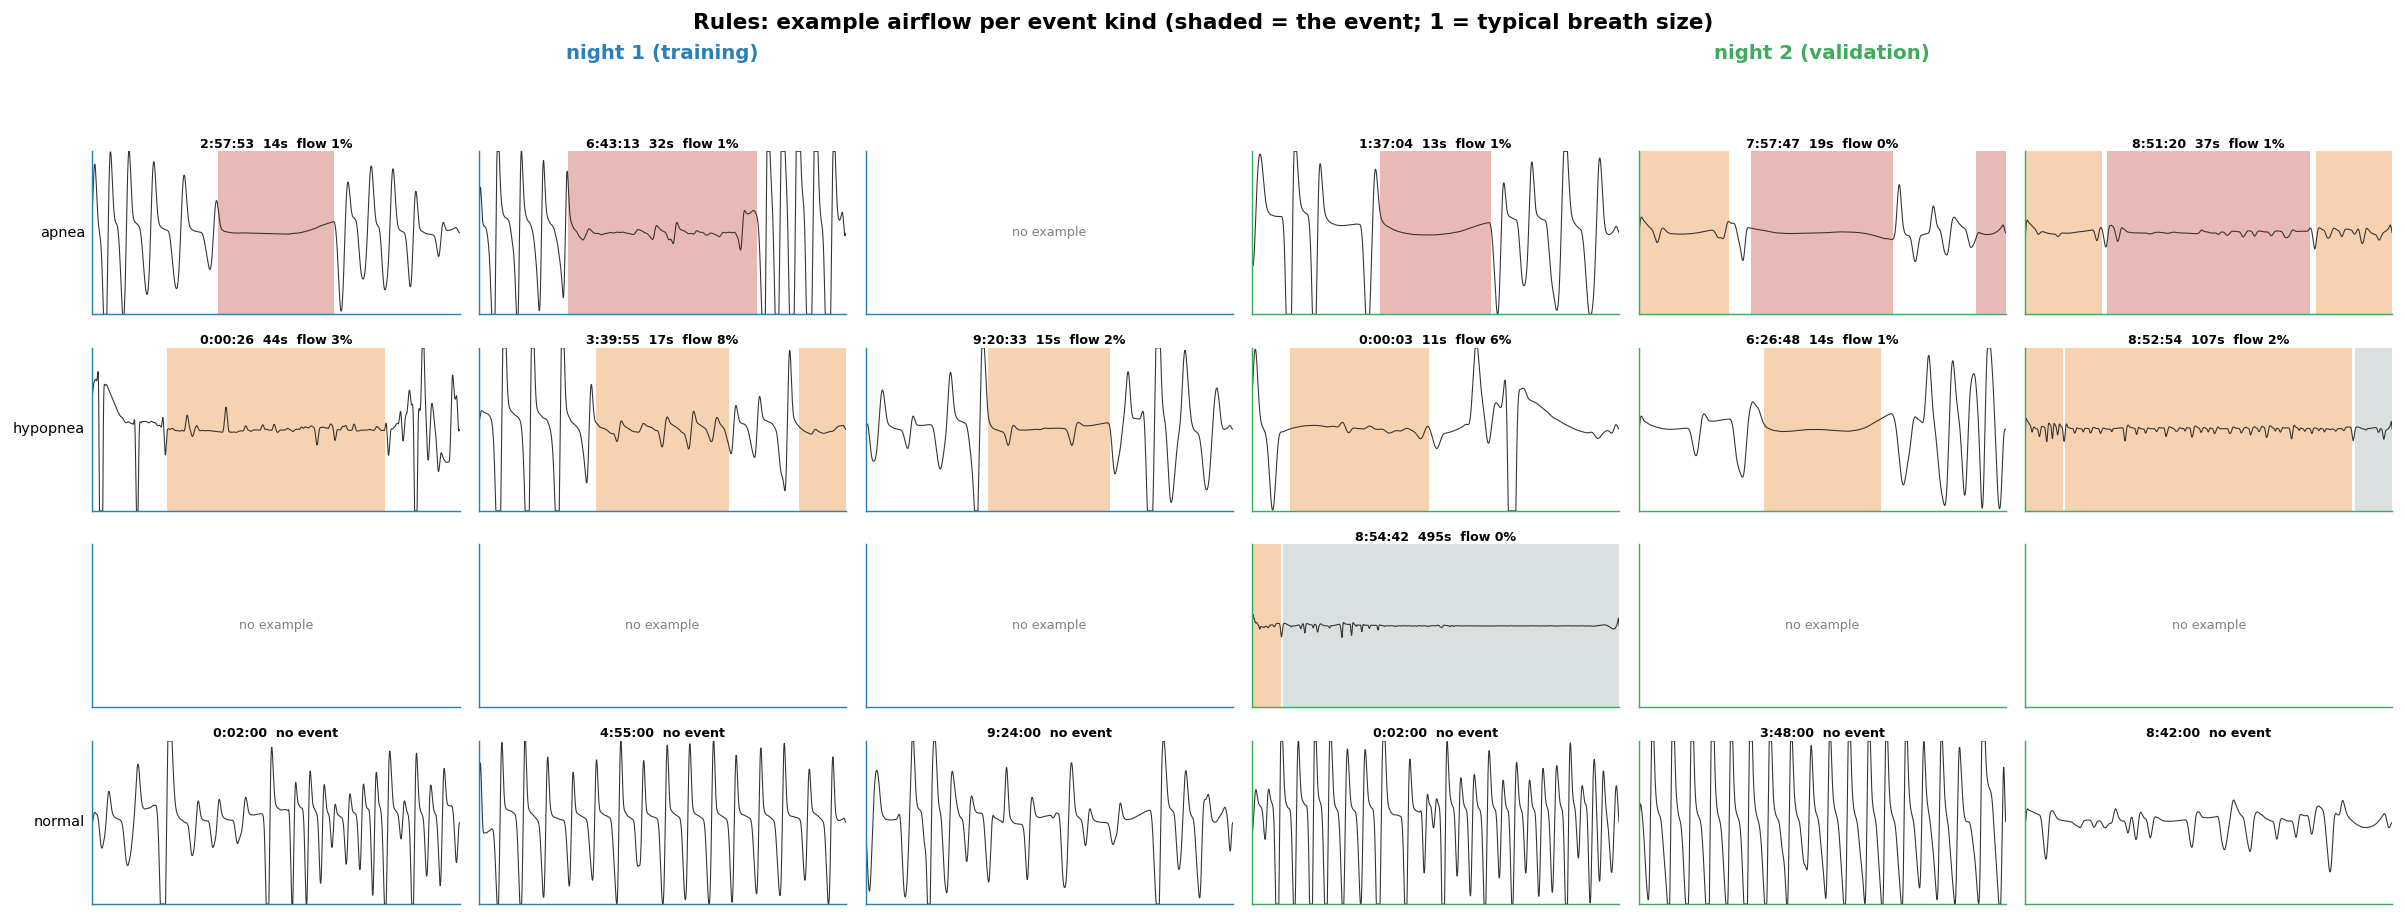 Rules: example airflow per event kind (shaded = the event; 1 = typical breath size)
night 1 (training)
night 2 (validation)
2:57:53  14s  flow 1%
6:43:13  32s  flow 1%
1:37:04  13s  flow 1%
7:57:47  19s  flow 0%
8:51:20  37s  flow 1%
apnea
no example
0:00:26  44s  flow 3%
3:39:55  17s  flow 8%
9:20:33  15s  flow 2%
0:00:03  11s  flow 6%
6:26:48  14s  flow 1%
8:52:54  107s  flow 2%
hypopnea
8:54:42  495s  flow 0%
no example
no example
no example
no example
no example
0:02:00  no event
4:55:00  no event
9:24:00  no event
0:02:00  no event
3:48:00  no event
8:42:00  no event
normal